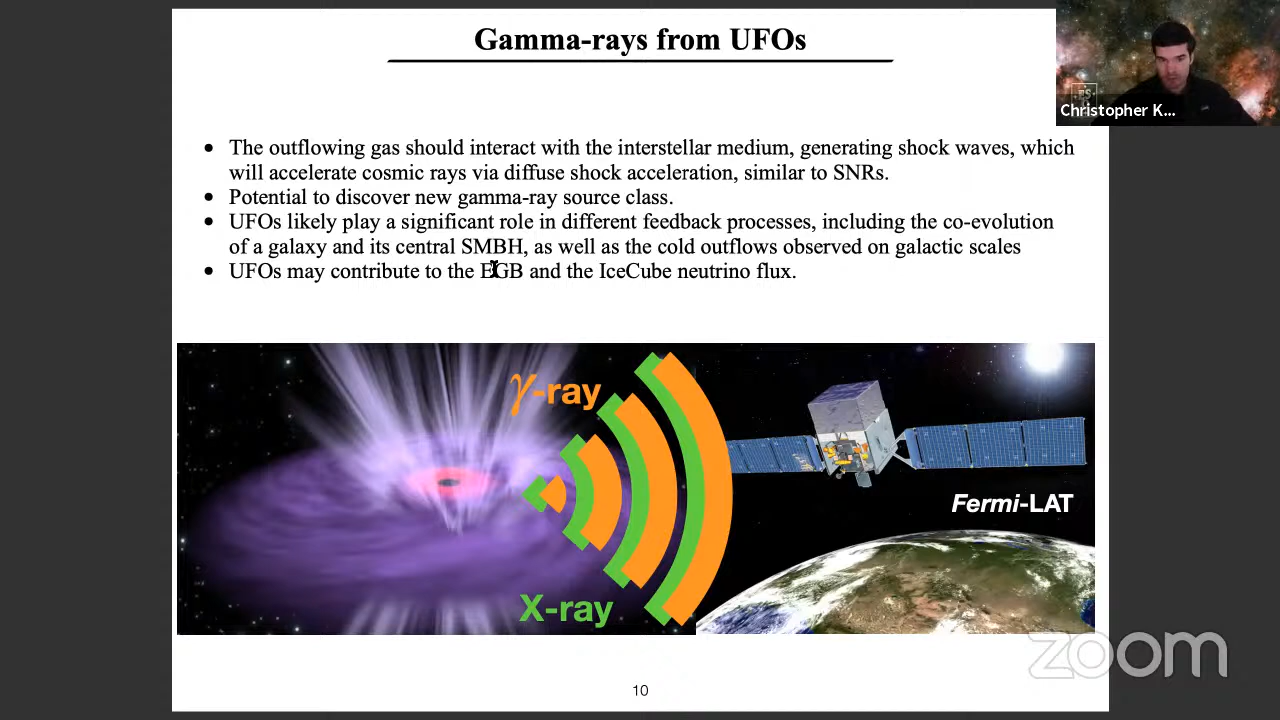 Gamma-rays from UFOs
Christopher K...
• The outflowing gas should interact with the interstellar medium, generating shock waves, which
will accelerate cosmic rays via diffuse shock acceleration, similar to SNRs.
• Potential to discover new gamma-ray source class.
• UFOs likely play a significant role in different feedback processes, including the co-evolution
of a galaxy and its central SMBH, as well as the cold outflows observed on galactic scales
• UFOs may contribute to the EGB and the IceCube neutrino flux.
γ-ray
Fermi-LAT
X-ray
zoom
10